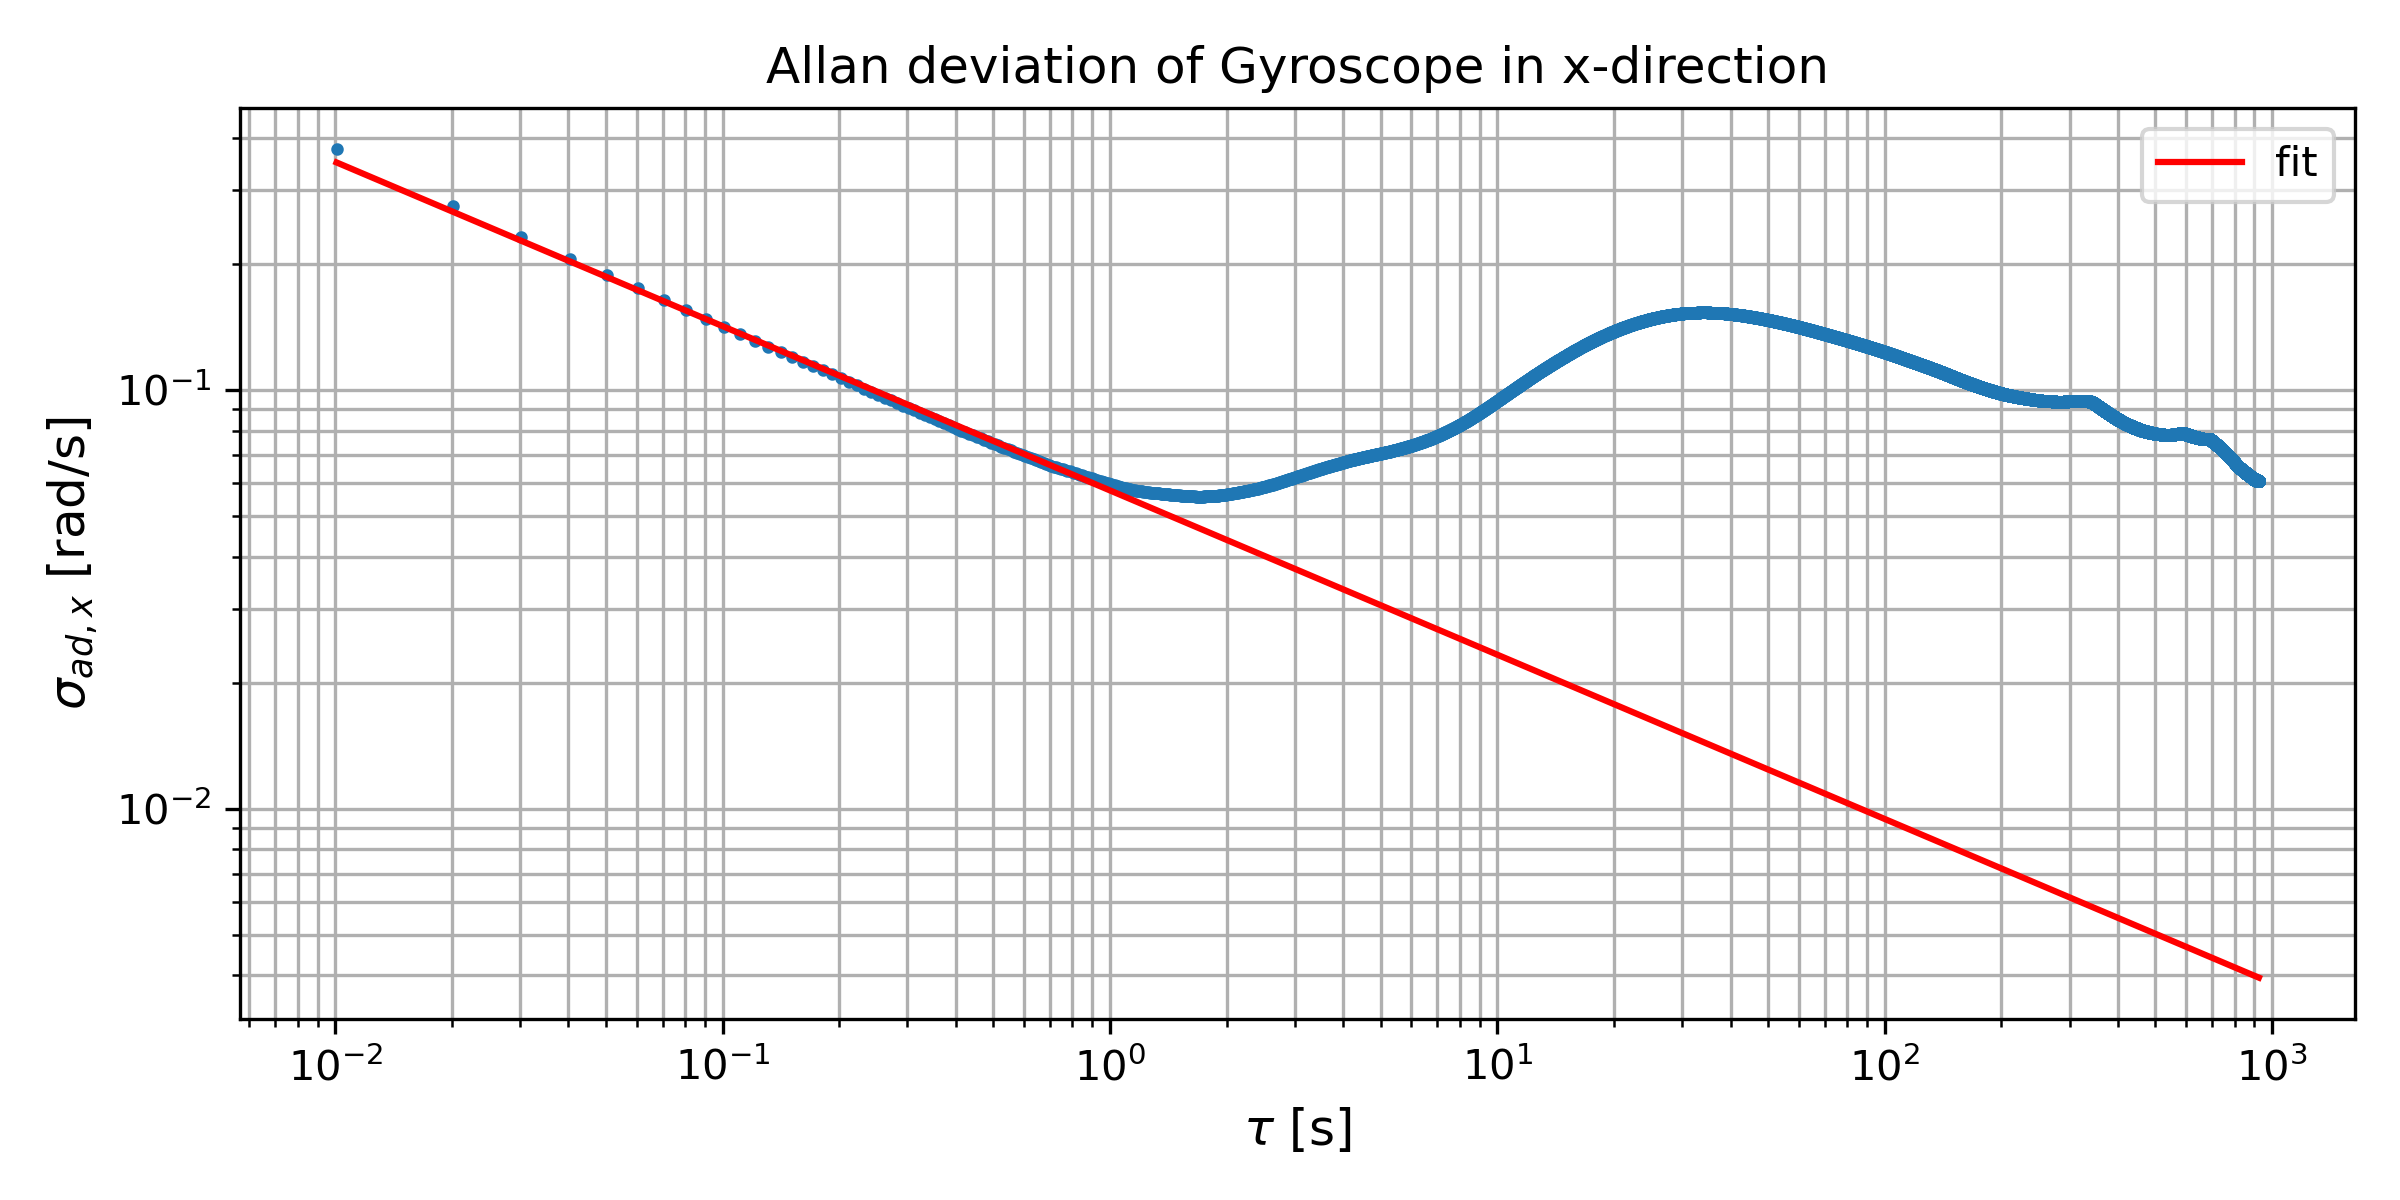 Allan deviation of Gyroscope in x-direction
fit
σ_{ad, x} [rad/s]
10⁻¹
10⁻²
10⁻² 10⁻¹ 10⁰ 10¹ 10² 10³
τ [s]